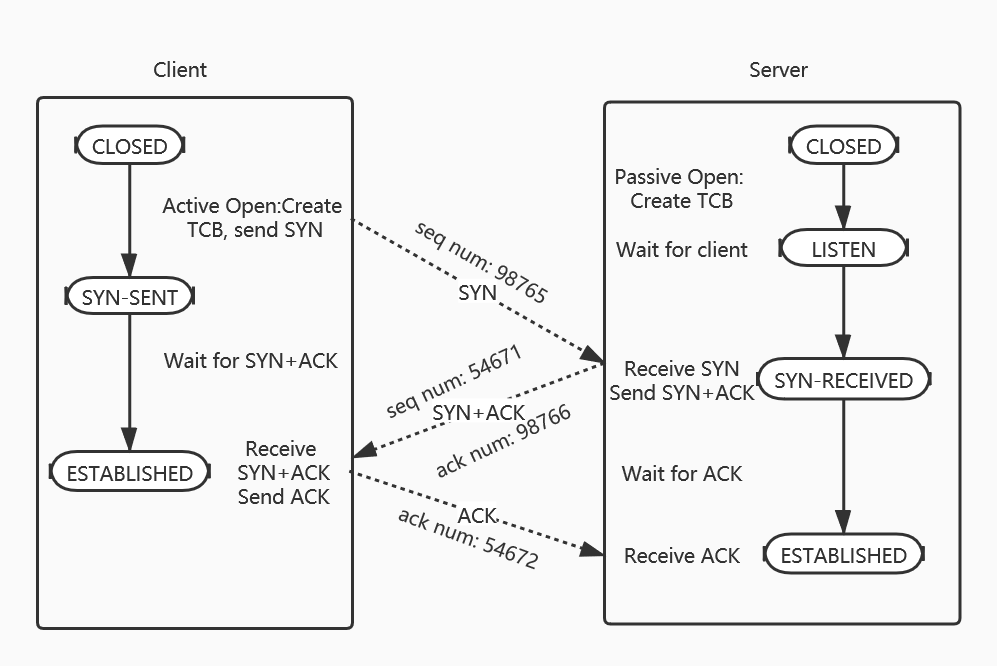 Client
Server
CLOSED
CLOSED
Passive Open:
Create TCB
Active Open:Create
TCB, send SYN
seq num: 98765
Wait for client
LISTEN
SYN-SENT
SYN
Wait for SYN+ACK
seq num: 54671
Receive SYN
Send SYN+ACK
SYN-RECEIVED
SYN+ACK
ack num: 98766
Receive
SYN+ACK
Send ACK
ESTABLISHED
Wait for ACK
ACK
ack num: 54672
Receive ACK
ESTABLISHED